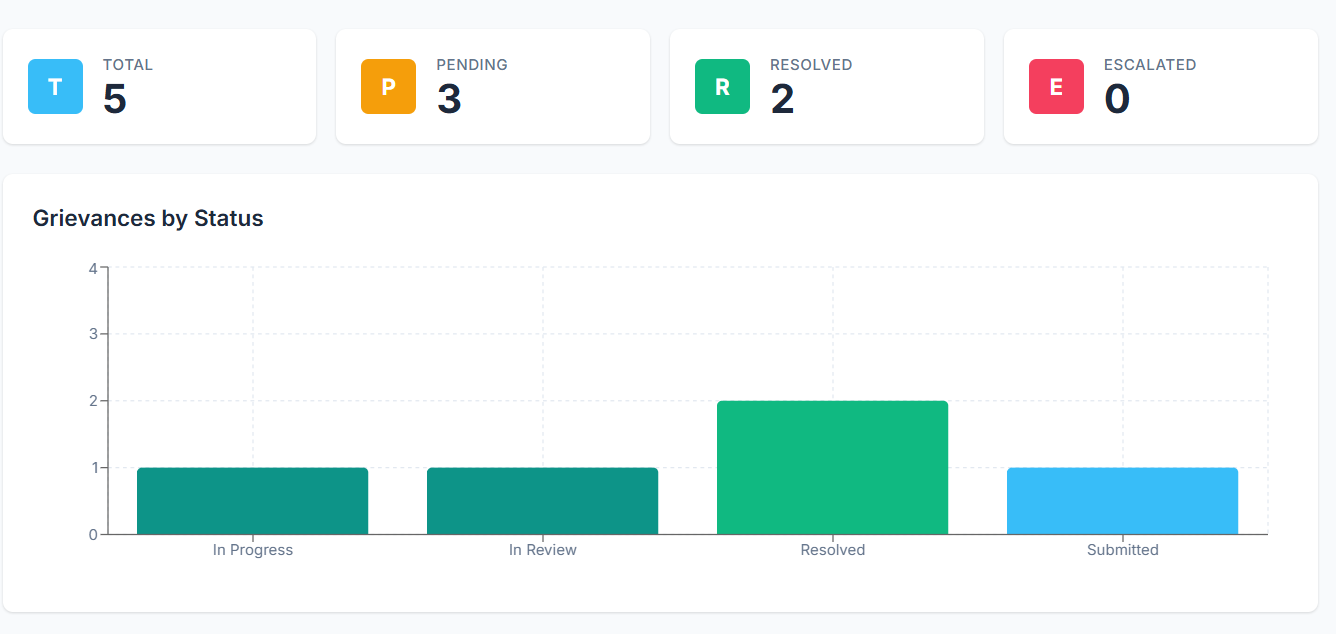 T TOTAL 5
P PENDING 3
R RESOLVED 2
E ESCALATED 0
Grievances by Status
4
3
2
1
0
In Progress In Review Resolved Submitted